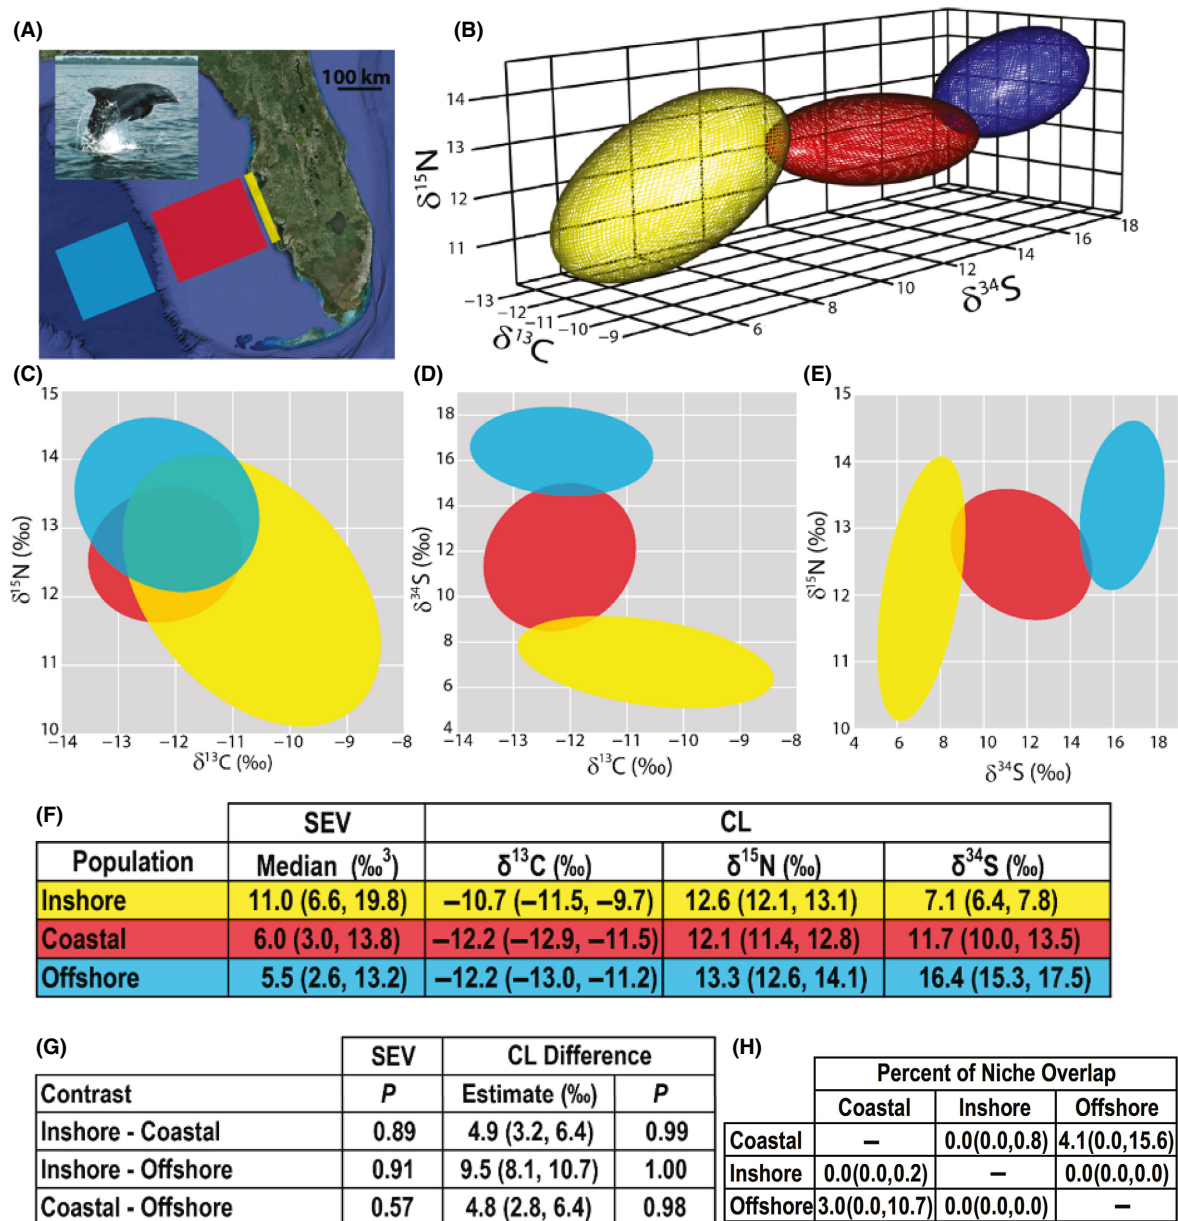 (A)
100 km
(B)
14
13
12
11
δ15N
−13
−12
−11
−10
−9
δ13C
6
8
10
12
14
16
18
δ34S
(C)
15
14
13
12
11
10
δ15N (‰)
−14 −13 −12 −11 −10 −9 −8
δ13C (‰)
(D)
18
16
14
12
10
8
6
4
δ34S (‰)
−14 −13 −12 −11 −10 −9 −8
δ13C (‰)
(E)
15
14
13
12
11
10
δ15N (‰)
4 6 8 10 12 14 16 18
δ34S (‰)
(F)
SEV CL
Population Median (‰3) δ13C (‰) δ15N (‰) δ34S (‰)
Inshore 11.0 (6.6, 19.8) −10.7 (−11.5, −9.7) 12.6 (12.1, 13.1) 7.1 (6.4, 7.8)
Coastal 6.0 (3.0, 13.8) −12.2 (−12.9, −11.5) 12.1 (11.4, 12.8) 11.7 (10.0, 13.5)
Offshore 5.5 (2.6, 13.2) −12.2 (−13.0, −11.2) 13.3 (12.6, 14.1) 16.4 (15.3, 17.5)
(G)
SEV CL Difference
Contrast P Estimate (‰) P
Inshore - Coastal 0.89 4.9 (3.2, 6.4) 0.99
Inshore - Offshore 0.91 9.5 (8.1, 10.7) 1.00
Coastal - Offshore 0.57 4.8 (2.8, 6.4) 0.98
(H)
Percent of Niche Overlap
Coastal Inshore Offshore
Coastal – 0.0(0.0,0.8) 4.1(0.0,15.6)
Inshore 0.0(0.0,0.2) – 0.0(0.0,0.0)
Offshore 3.0(0.0,10.7) 0.0(0.0,0.0) –